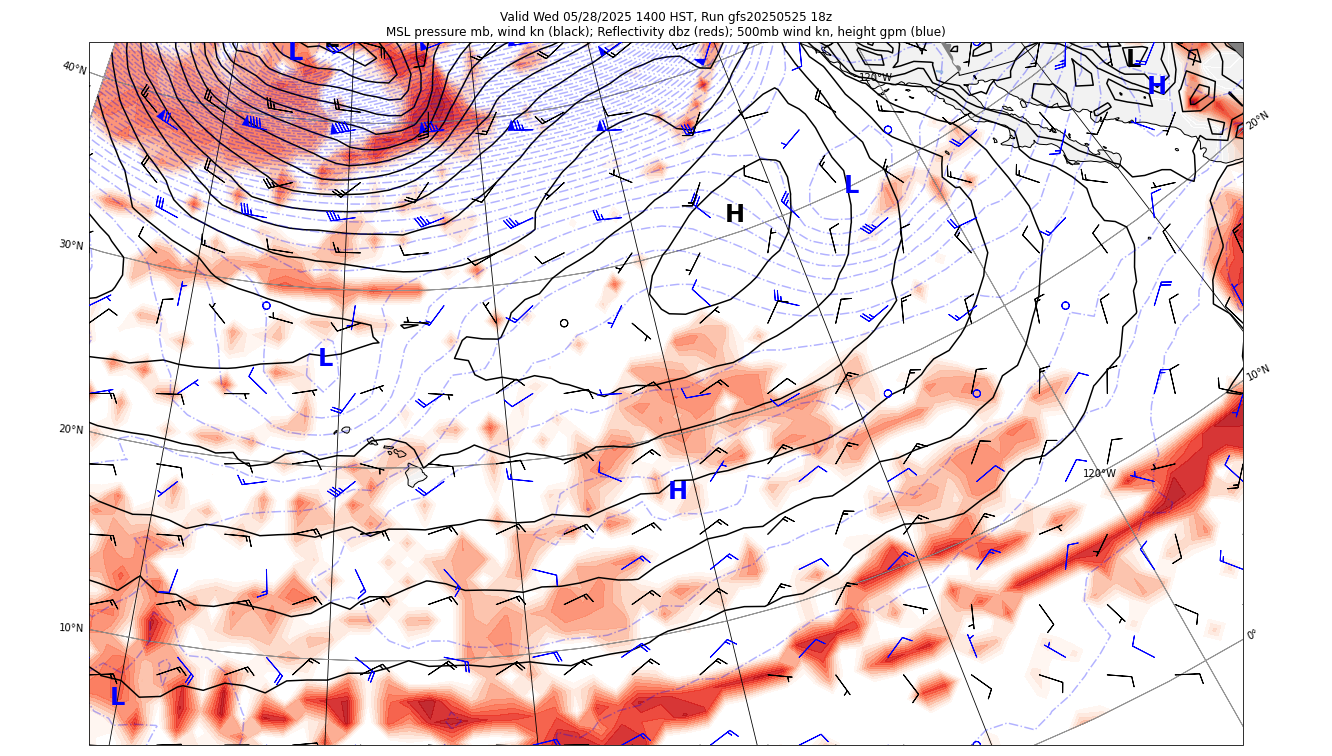 Valid Wed 05/28/2025 1400 HST, Run gfs20250525 18z
MSL pressure mb, wind kn (black); Reflectivity dbz (reds); 500mb wind kn, height gpm (blue)
L
L
40°N
120°W
H
20°N
L
H
30°N
L
10°N
20°N
120°W
H
10°N
0°
L